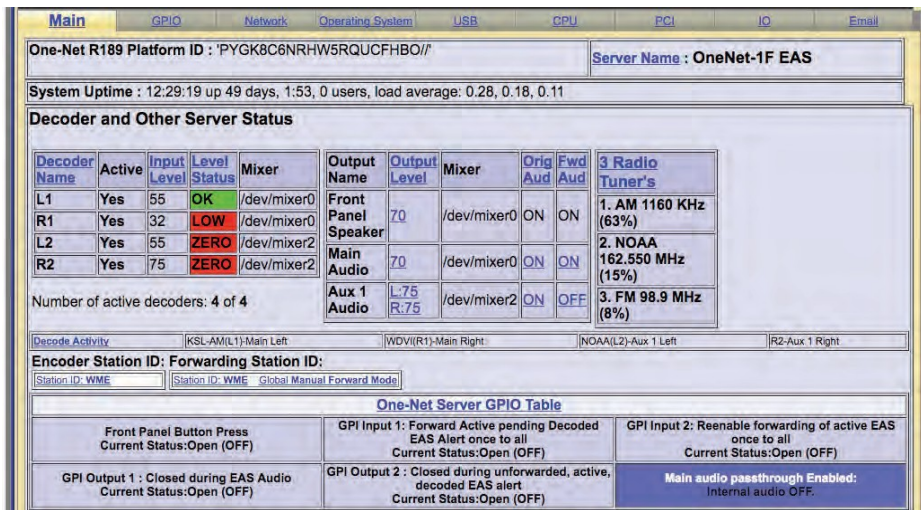 Main GPIO Network Operating System USB CPU PCI IO Email
One-Net R189 Platform ID : 'PYGK8C6NRHW5RQUCFHBO//'
Server Name : OneNet-1F EAS
System Uptime : 12:29:19 up 49 days, 1:53, 0 users, load average: 0.28, 0.18, 0.11
Decoder and Other Server Status
Decoder Name Active Input Level Level Status Mixer
L1 Yes 55 OK /dev/mixer0
R1 Yes 32 LOW /dev/mixer0
L2 Yes 55 ZERO /dev/mixer2
R2 Yes 75 ZERO /dev/mixer2
Number of active decoders: 4 of 4
Output Name Output Level Mixer Orig Aud Fwd Aud
Front Panel Speaker 70 /dev/mixer0 ON ON
Main Audio 70 /dev/mixer0 ON ON
Aux 1 Audio L:75 R:75 /dev/mixer2 ON OFF
3 Radio Tuner's
1. AM 1160 KHz (63%)
2. NOAA 162.550 MHz (15%)
3. FM 98.9 MHz (8%)
Decode Activity KSL-AM(L1)-Main Left WDVI(R1)-Main Right NOAA(L2)-Aux 1 Left R2-Aux 1 Right
Encoder Station ID: Forwarding Station ID:
Station ID: WME Station ID: WME Global Manual Forward Mode
One-Net Server GPIO Table
Front Panel Button Press
Current Status:Open (OFF)
GPI Input 1: Forward Active pending Decoded
EAS Alert once to all
Current Status:Open (OFF)
GPI Input 2: Reenable forwarding of active EAS
once to all
Current Status:Open (OFF)
GPI Output 1 : Closed during EAS Audio
Current Status:Open (OFF)
GPI Output 2 : Closed during unforwarded, active,
decoded EAS alert
Current Status:Open (OFF)
Main audio passthrough Enabled:
Internal audio OFF.